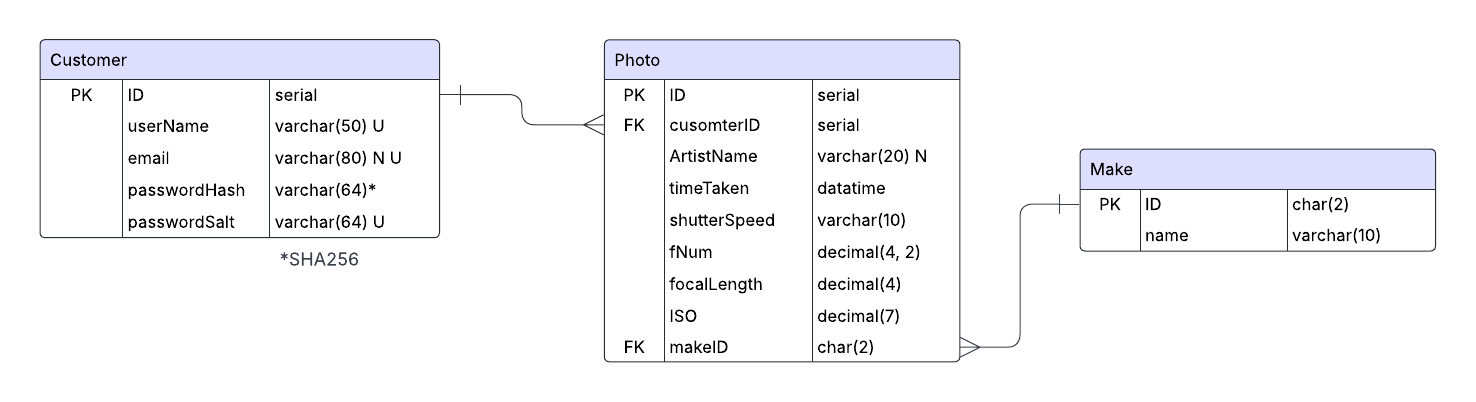 Customer
PK ID serial
userName varchar(50) U
email varchar(80) N U
passwordHash varchar(64)*
passwordSalt varchar(64) U
*SHA256
Photo
PK ID serial
FK cusomterID serial
ArtistName varchar(20) N
timeTaken datatime
shutterSpeed varchar(10)
fNum decimal(4, 2)
focalLength decimal(4)
ISO decimal(7)
FK makeID char(2)
Make
PK ID char(2)
name varchar(10)